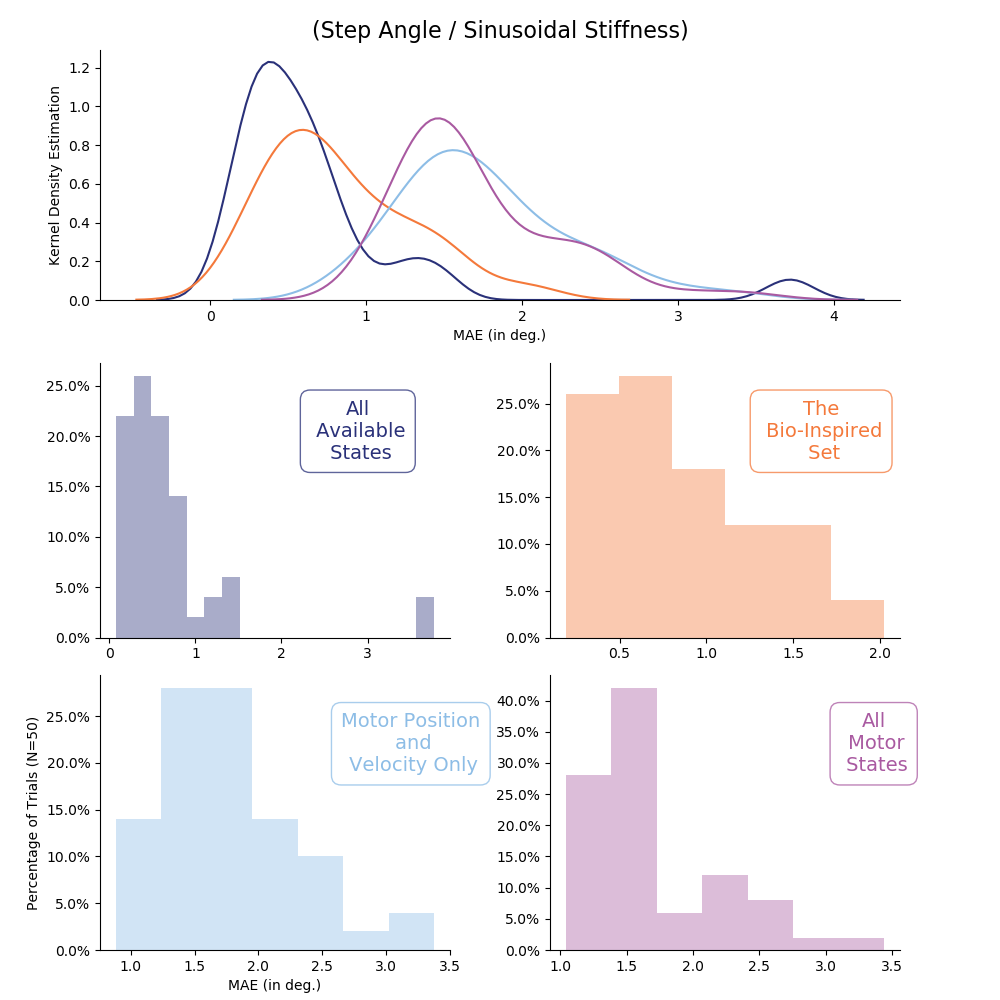 (Step Angle / Sinusoidal Stiffness)
Kernel Density Estimation
1.2
1.0
0.8
0.6
0.4
0.2
0.0
0 1 2 3 4
MAE (in deg.)
25.0%
20.0%
15.0%
10.0%
5.0%
0.0%
0 1 2 3
All
Available
States
25.0%
20.0%
15.0%
10.0%
5.0%
0.0%
0.5 1.0 1.5 2.0
The
Bio-Inspired
Set
Percentage of Trials (N=50)
25.0%
20.0%
15.0%
10.0%
5.0%
0.0%
1.0 1.5 2.0 2.5 3.0 3.5
MAE (in deg.)
Motor Position
and
Velocity Only
40.0%
35.0%
30.0%
25.0%
20.0%
15.0%
10.0%
5.0%
0.0%
1.0 1.5 2.0 2.5 3.0 3.5
All
Motor
States